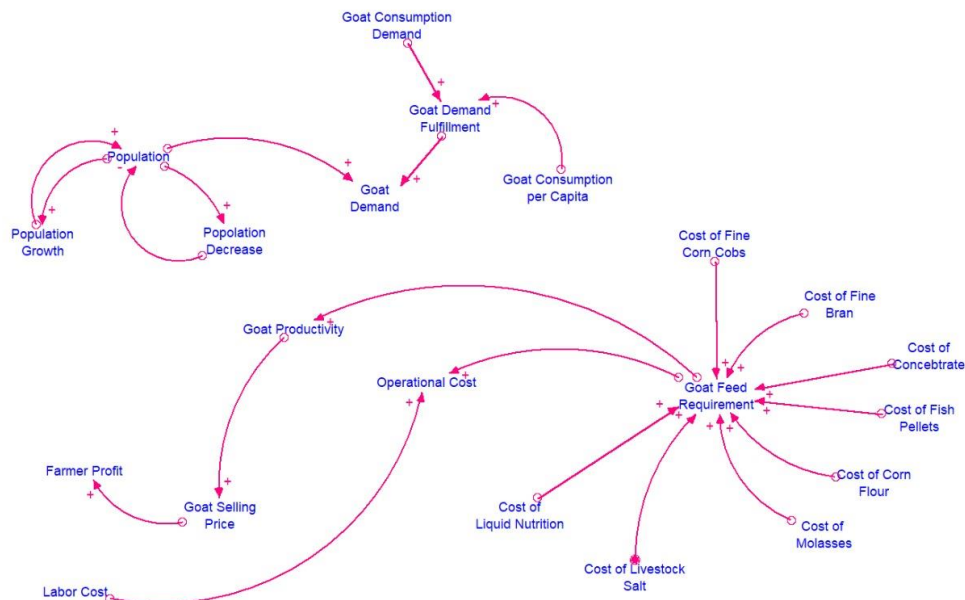 Goat Consumption
Demand
+
Goat Demand
Fulfillment
+
+
Population
-
+
+
Goat
Demand
+
Goat Consumption
per Capita
+
Population
Growth
+
Popolation
Decrease
Cost of Fine
Corn Cobs
Cost of Fine
Bran
Goat Productivity
+
Cost of
Concebtrate
Operational Cost
+
+
Goat Feed
Requirement
+
+
+
+
+
+
+
+
Cost of Fish
Pellets
Farmer Profit
+
Goat Selling
Price
+
Cost of
Liquid Nutrition
Cost of Corn
Flour
Cost of
Molasses
Cost of Livestock
Salt
Labor Cost